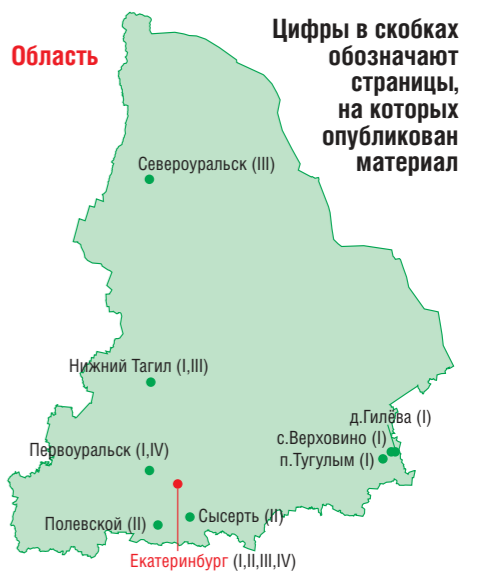 Область
Цифры в скобках
обозначают
страницы,
на которых
опубликован
материал
Североуральск (III)
Нижний Тагил (I,III)
д.Гилёва (I)
с.Верховино (I)
п.Тугулым (I)
Первоуральск (I,IV)
Сысерть (II)
Полевской (II)
Екатеринбург (I,II,III,IV)